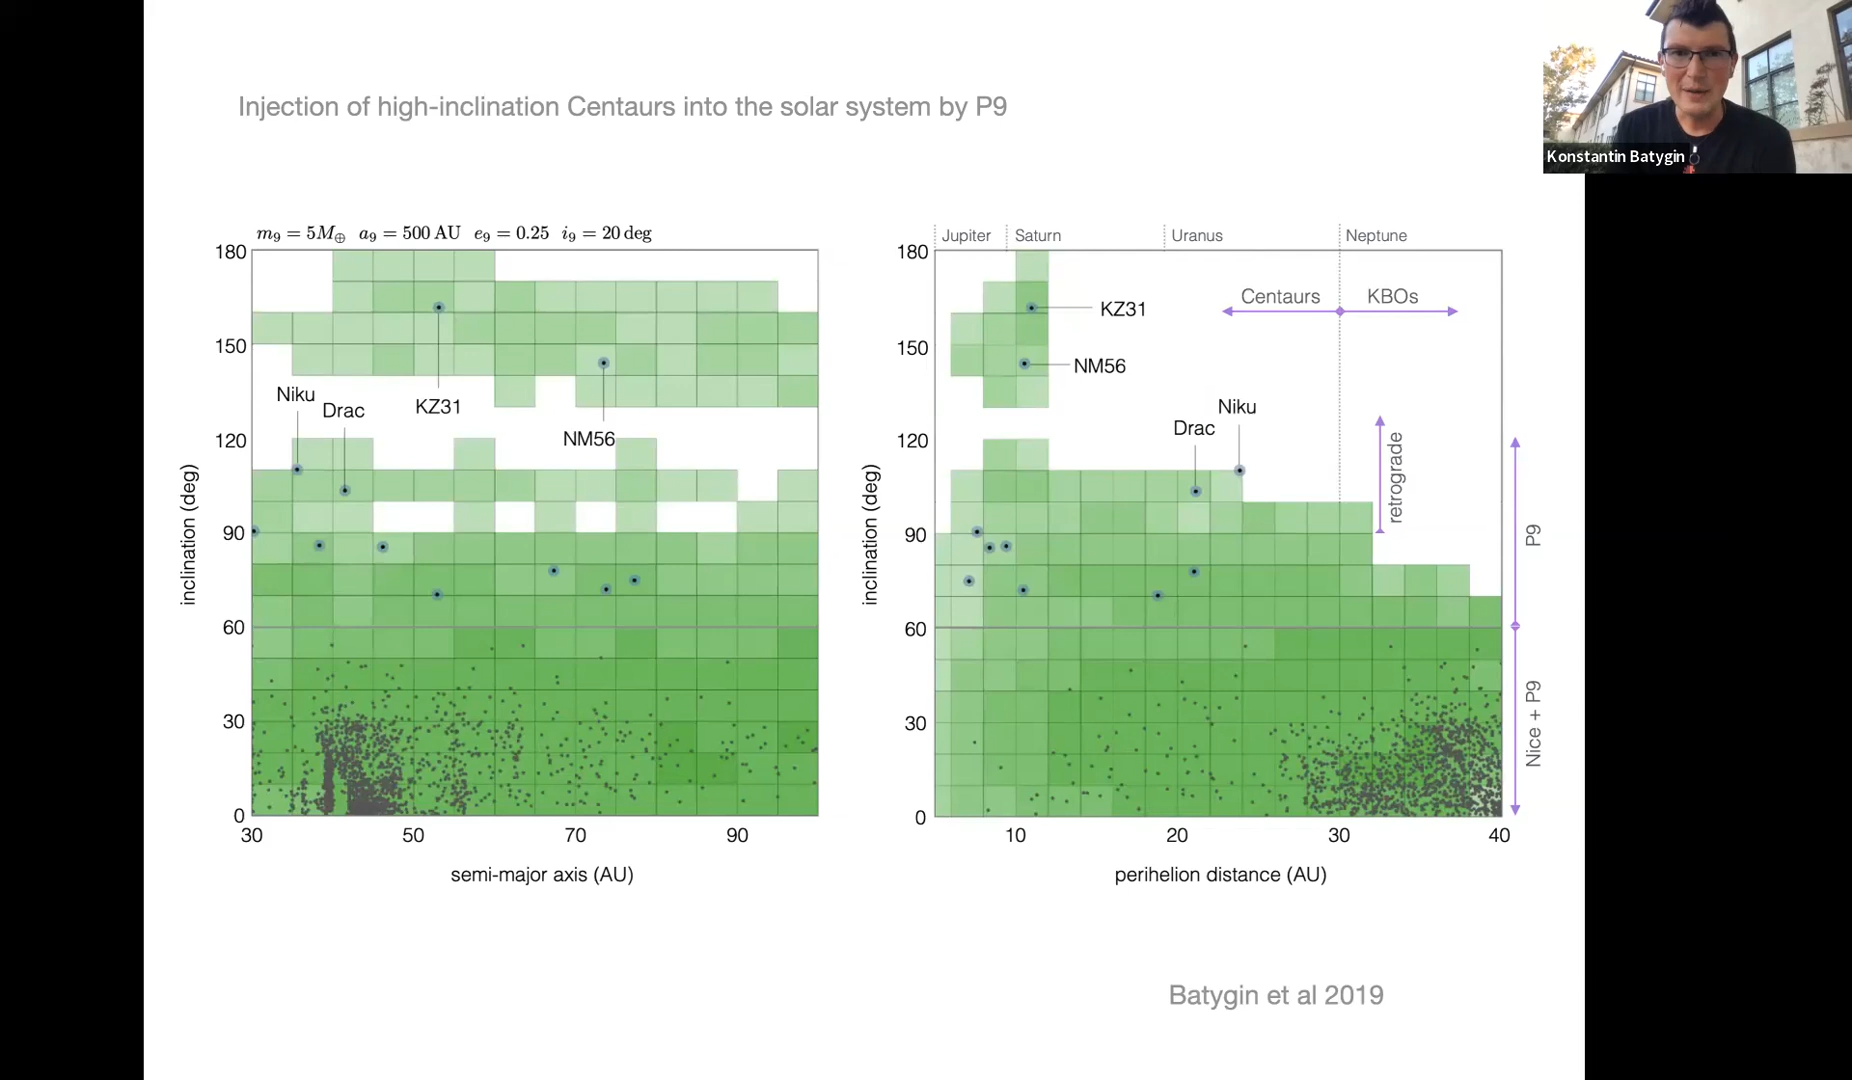 Injection of high-inclination Centaurs into the solar system by P9
Konstantin Batygin
m₉ = 5M⊕ a₉ = 500 AU e₉ = 0.25 i₉ = 20 deg
180
150
120
90
60
30
0
inclination (deg)
30 50 70 90
semi-major axis (AU)
Niku
Drac
KZ31
NM56
Jupiter Saturn Uranus Neptune
180
150
120
90
60
30
0
inclination (deg)
10 20 30 40
perihelion distance (AU)
Centaurs KBOs
KZ31
NM56
Niku
Drac
retrograde
P9
Nice + P9
Batygin et al 2019